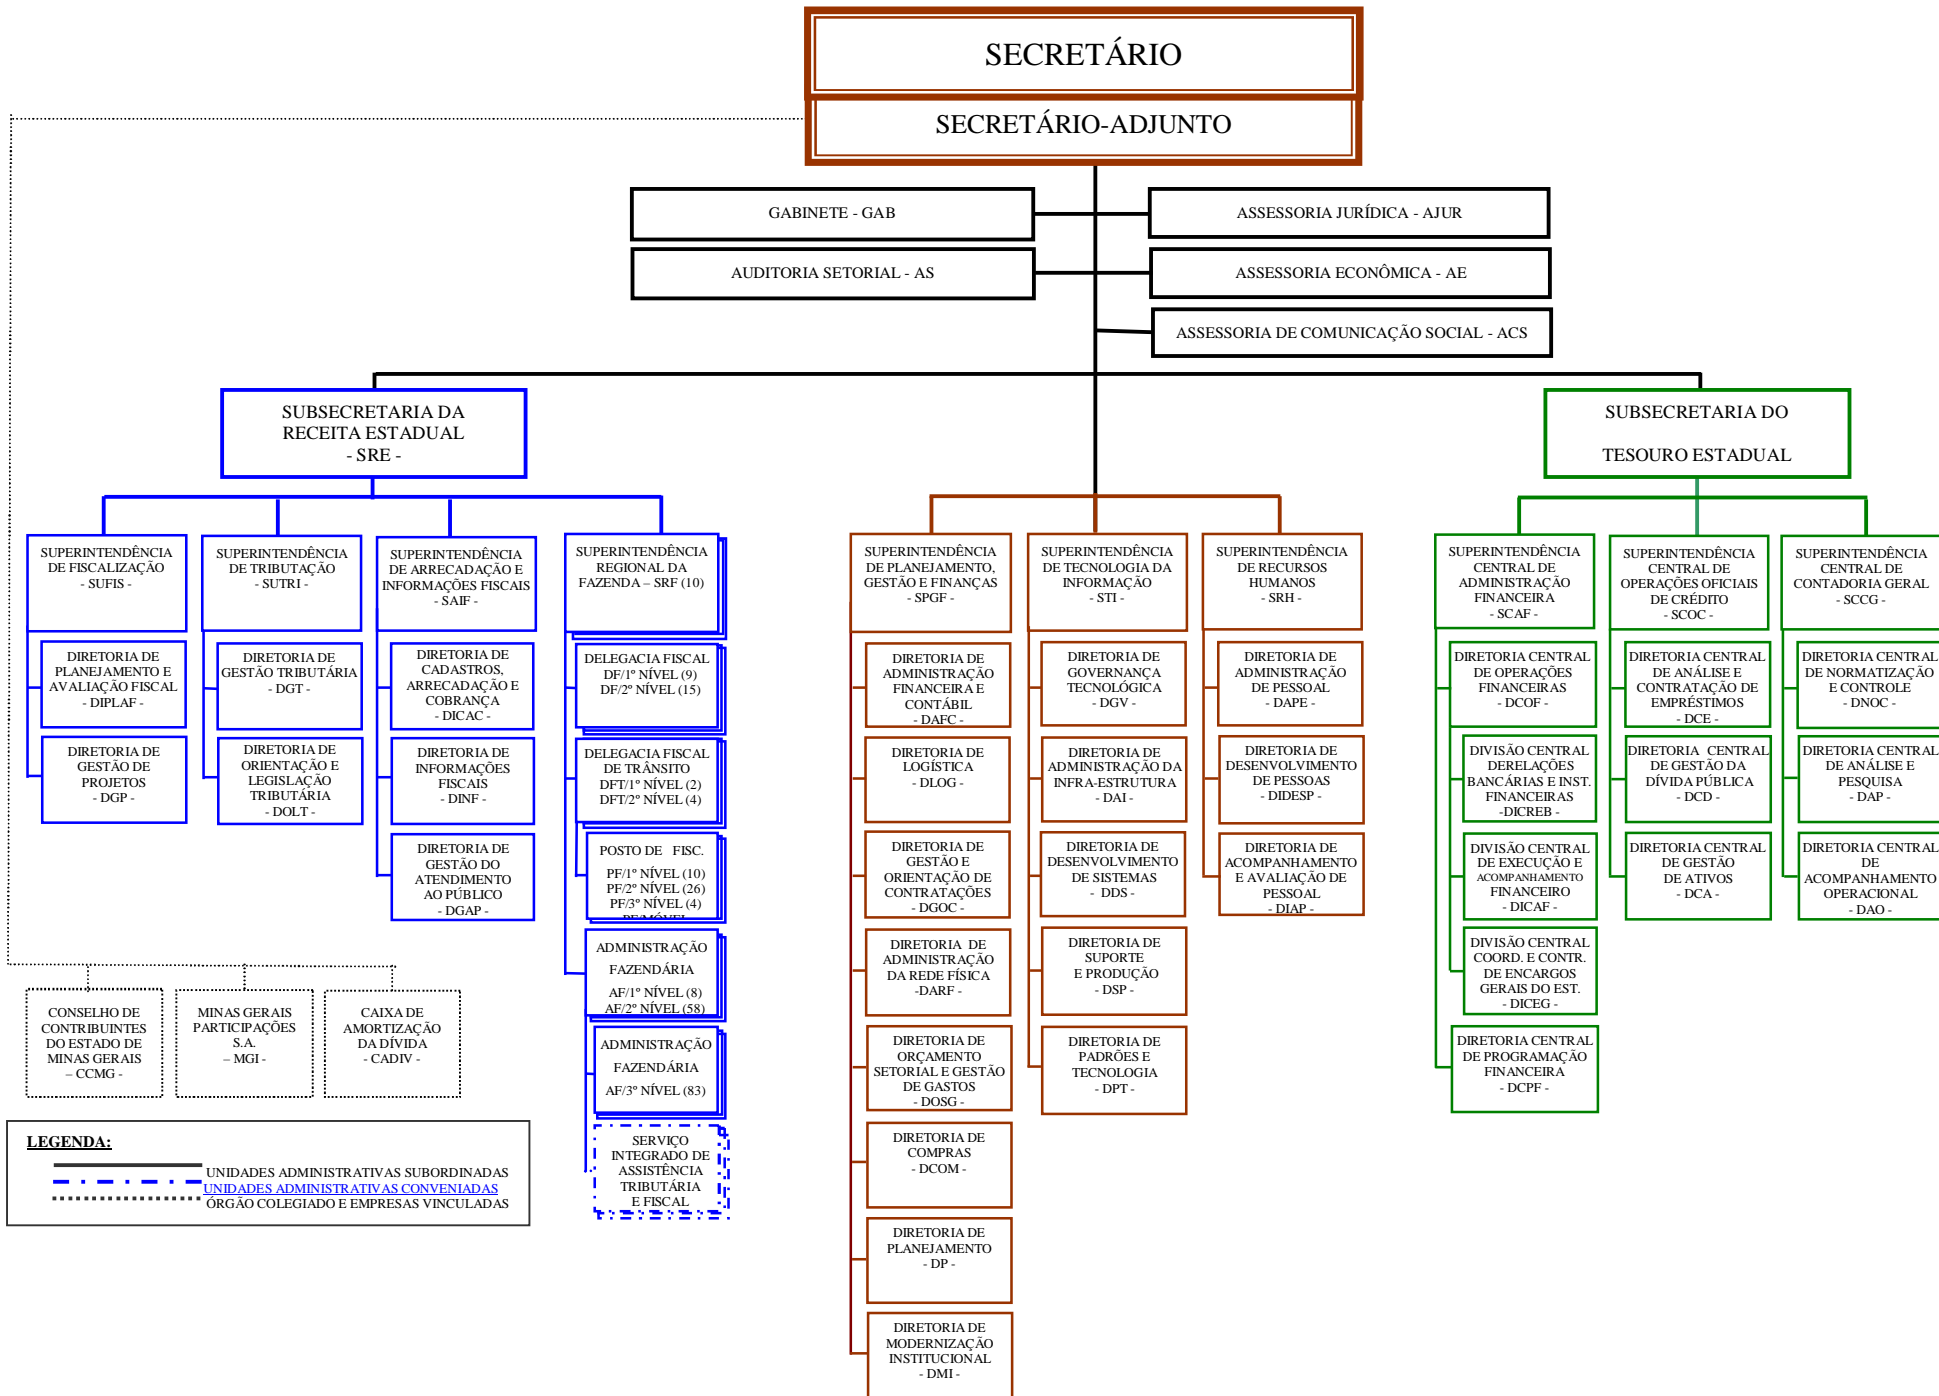 SECRETÁRIO
SECRETÁRIO-ADJUNTO
GABINETE - GAB
ASSESSORIA JURÍDICA - AJUR
AUDITORIA SETORIAL - AS
ASSESSORIA ECONÔMICA - AE
ASSESSORIA DE COMUNICAÇÃO SOCIAL - ACS
SUBSECRETARIA DA
RECEITA ESTADUAL
- SRE -
SUBSECRETARIA DO
TESOURO ESTADUAL
SUPERINTENDÊNCIA
DE FISCALIZAÇÃO
- SUFIS -
DIRETORIA DE
PLANEJAMENTO E
AVALIAÇÃO FISCAL
- DIPLAF -
DIRETORIA DE
GESTÃO DE
PROJETOS
- DGP -
SUPERINTENDÊNCIA
DE TRIBUTAÇÃO
- SUTRI -
DIRETORIA DE
GESTÃO TRIBUTÁRIA
- DGT -
DIRETORIA DE
ORIENTAÇÃO E
LEGISLAÇÃO
TRIBUTÁRIA
- DOLT -
SUPERINTENDÊNCIA
DE ARRECADAÇÃO E
INFORMAÇÕES FISCAIS
- SAIF -
DIRETORIA DE
CADASTROS,
ARRECADAÇÃO E
COBRANÇA
- DICAC -
DIRETORIA DE
INFORMAÇÕES
FISCAIS
- DINF -
DIRETORIA DE
GESTÃO DO
ATENDIMENTO
AO PÚBLICO
- DGAP -
SUPERINTENDÊNCIA
REGIONAL DA
FAZENDA – SRF (10)
DELEGACIA FISCAL
DF/1º NÍVEL (9)
DF/2º NÍVEL (15)
DELEGACIA FISCAL
DE TRÂNSITO
DFT/1º NÍVEL (2)
DFT/2º NÍVEL (4)
POSTO DE FISC.
PF/1º NÍVEL (10)
PF/2º NÍVEL (26)
PF/3º NÍVEL (4)
PF/MÓVEL
ADMINISTRAÇÃO
FAZENDÁRIA
AF/1º NÍVEL (8)
AF/2º NÍVEL (58)
ADMINISTRAÇÃO
FAZENDÁRIA
AF/3º NÍVEL (83)
SERVIÇO
INTEGRADO DE
ASSISTÊNCIA
TRIBUTÁRIA
E FISCAL
SUPERINTENDÊNCIA
DE PLANEJAMENTO,
GESTÃO E FINANÇAS
- SPGF -
DIRETORIA DE
ADMINISTRAÇÃO
FINANCEIRA E
CONTÁBIL
- DAFC -
DIRETORIA DE
LOGÍSTICA
- DLOG -
DIRETORIA DE
GESTÃO E
ORIENTAÇÃO DE
CONTRATAÇÕES
- DGOC -
DIRETORIA DE
ADMINISTRAÇÃO
DA REDE FÍSICA
-DARF -
DIRETORIA DE
ORÇAMENTO
SETORIAL E GESTÃO
DE GASTOS
- DOSG -
DIRETORIA DE
COMPRAS
- DCOM -
DIRETORIA DE
PLANEJAMENTO
- DP -
DIRETORIA DE
MODERNIZAÇÃO
INSTITUCIONAL
- DMI -
SUPERINTENDÊNCIA
DE TECNOLOGIA DA
INFORMAÇÃO
- STI -
DIRETORIA DE
GOVERNANÇA
TECNOLÓGICA
- DGV -
DIRETORIA DE
ADMINISTRAÇÃO DA
INFRA-ESTRUTURA
- DAI -
DIRETORIA DE
DESENVOLVIMENTO
DE SISTEMAS
- DDS -
DIRETORIA DE
SUPORTE
E PRODUÇÃO
- DSP -
DIRETORIA DE
PADRÕES E
TECNOLOGIA
- DPT -
SUPERINTENDÊNCIA
DE RECURSOS
HUMANOS
- SRH -
DIRETORIA DE
ADMINISTRAÇÃO
DE PESSOAL
- DAPE -
DIRETORIA DE
DESENVOLVIMENTO
DE PESSOAS
- DIDESP -
DIRETORIA DE
ACOMPANHAMENTO
E AVALIAÇÃO DE
PESSOAL
- DIAP -
SUPERINTENDÊNCIA
CENTRAL DE
ADMINISTRAÇÃO
FINANCEIRA
- SCAF -
DIRETORIA CENTRAL
DE OPERAÇÕES
FINANCEIRAS
- DCOF -
DIVISÃO CENTRAL
DERELAÇÕES
BANCÁRIAS E INST.
FINANCEIRAS
-DICREB -
DIVISÃO CENTRAL
DE EXECUÇÃO E
ACOMPANHAMENTO
FINANCEIRO
- DICAF -
DIVISÃO CENTRAL
COORD. E CONTR.
DE ENCARGOS
GERAIS DO EST.
- DICEG -
DIRETORIA CENTRAL
DE PROGRAMAÇÃO
FINANCEIRA
- DCPF -
SUPERINTENDÊNCIA
CENTRAL DE
OPERAÇÕES OFICIAIS
DE CRÉDITO
- SCOC -
DIRETORIA CENTRAL
DE ANÁLISE E
CONTRATAÇÃO DE
EMPRÉSTIMOS
- DCE -
DIRETORIA CENTRAL
DE GESTÃO DA
DÍVIDA PÚBLICA
- DCD -
DIRETORIA CENTRAL
DE GESTÃO
DE ATIVOS
- DCA -
SUPERINTENDÊNCIA
CENTRAL DE
CONTADORIA GERAL
- SCCG -
DIRETORIA CENTRAL
DE NORMATIZAÇÃO
E CONTROLE
- DNOC -
DIRETORIA CENTRAL
DE ANÁLISE E
PESQUISA
- DAP -
DIRETORIA CENTRAL
DE
ACOMPANHAMENTO
OPERACIONAL
- DAO -
CONSELHO DE
CONTRIBUINTES
DO ESTADO DE
MINAS GERAIS
– CCMG -
MINAS GERAIS
PARTICIPAÇÕES
S.A.
– MGI -
CAIXA DE
AMORTIZAÇÃO
DA DÍVIDA
- CADIV -
LEGENDA:
UNIDADES ADMINISTRATIVAS SUBORDINADAS
UNIDADES ADMINISTRATIVAS CONVENIADAS
ÓRGÃO COLEGIADO E EMPRESAS VINCULADAS